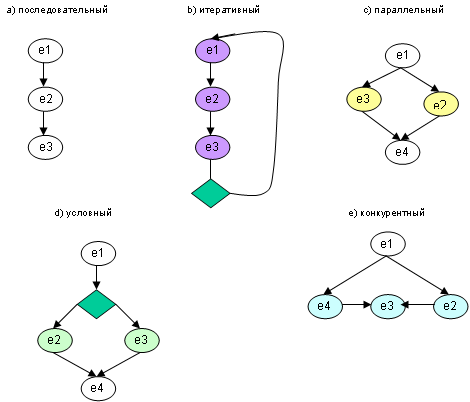 a) последовательный
b) итеративный
c) параллельный
e1
e2
e3
e1
e2
e3
e1
e3
e2
e4
d) условный
e) конкурентный
e1
e2
e3
e4
e1
e4
e3
e2